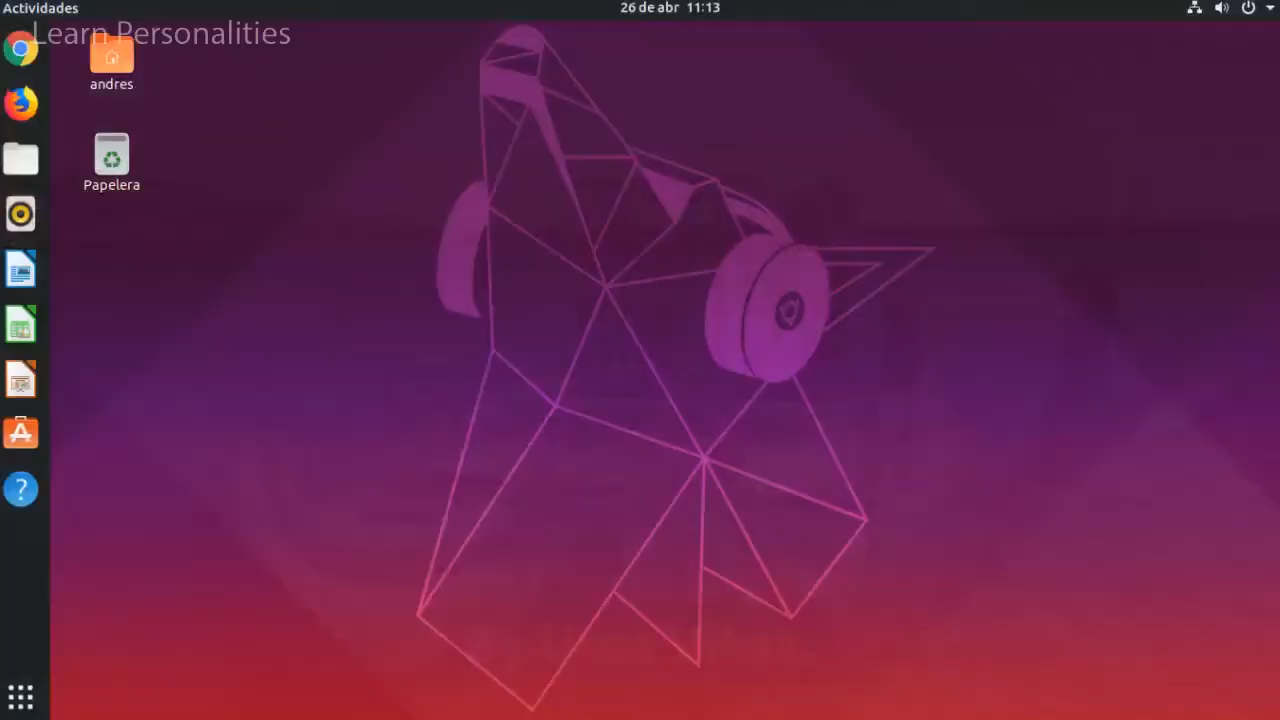 Actividades
26 de abr 11:13
Learn Personalities
andres
Papelera
?